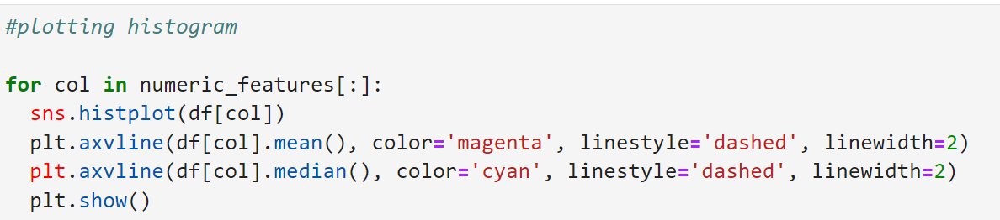 #plotting histogram
for col in numeric_features[:]:
  sns.histplot(df[col])
  plt.axvline(df[col].mean(), color='magenta', linestyle='dashed', linewidth=2)
  plt.axvline(df[col].median(), color='cyan', linestyle='dashed', linewidth=2)
  plt.show()